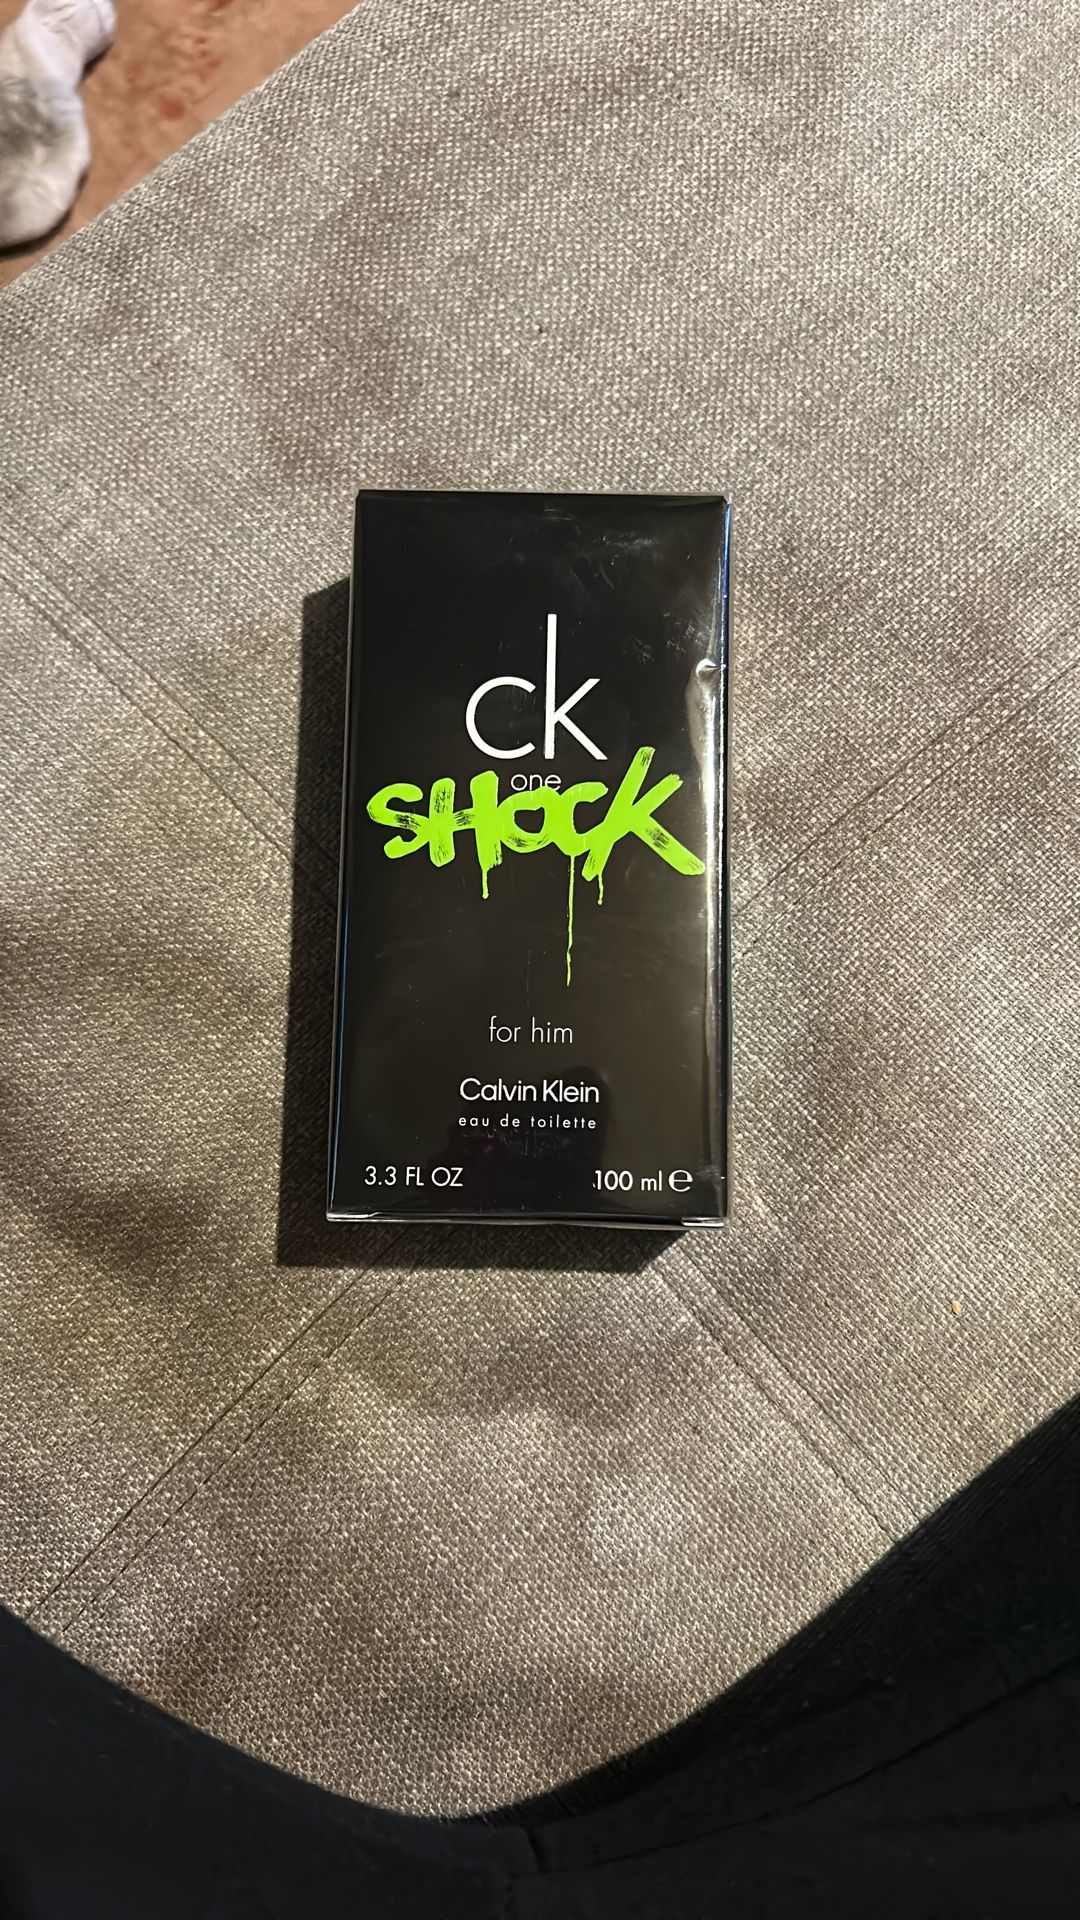 ck
one
SHOCK
for him
Calvin Klein
eau de toilette
3.3 FL OZ 100 ml ℮